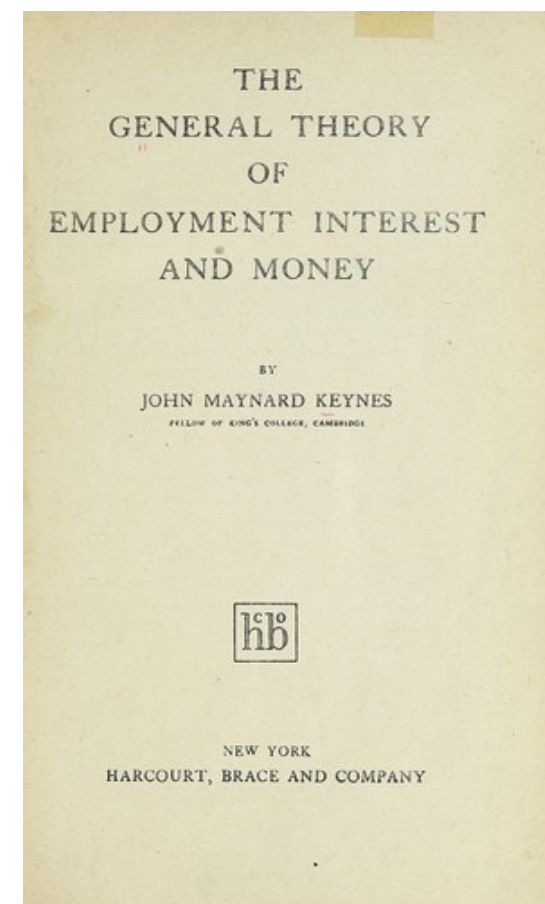 THE
GENERAL THEORY
OF
EMPLOYMENT INTEREST
AND MONEY
BY
JOHN MAYNARD KEYNES
FELLOW OF KING'S COLLEGE, CAMBRIDGE
hcbo
NEW YORK
HARCOURT, BRACE AND COMPANY